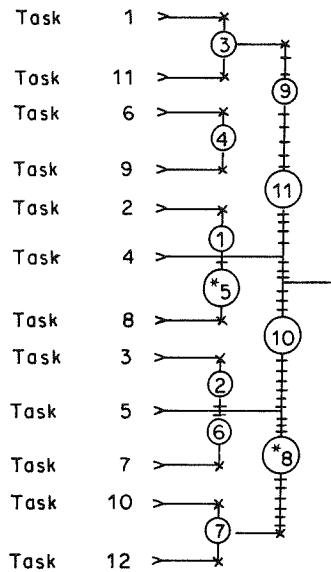 Task 1
3
9
Task 11
Task 6
4
Task 9
11
Task 2
1
Task 4
*5
Task 8
10
Task 3
2
Task 5
6
*8
Task 7
Task 10
7
Task 12